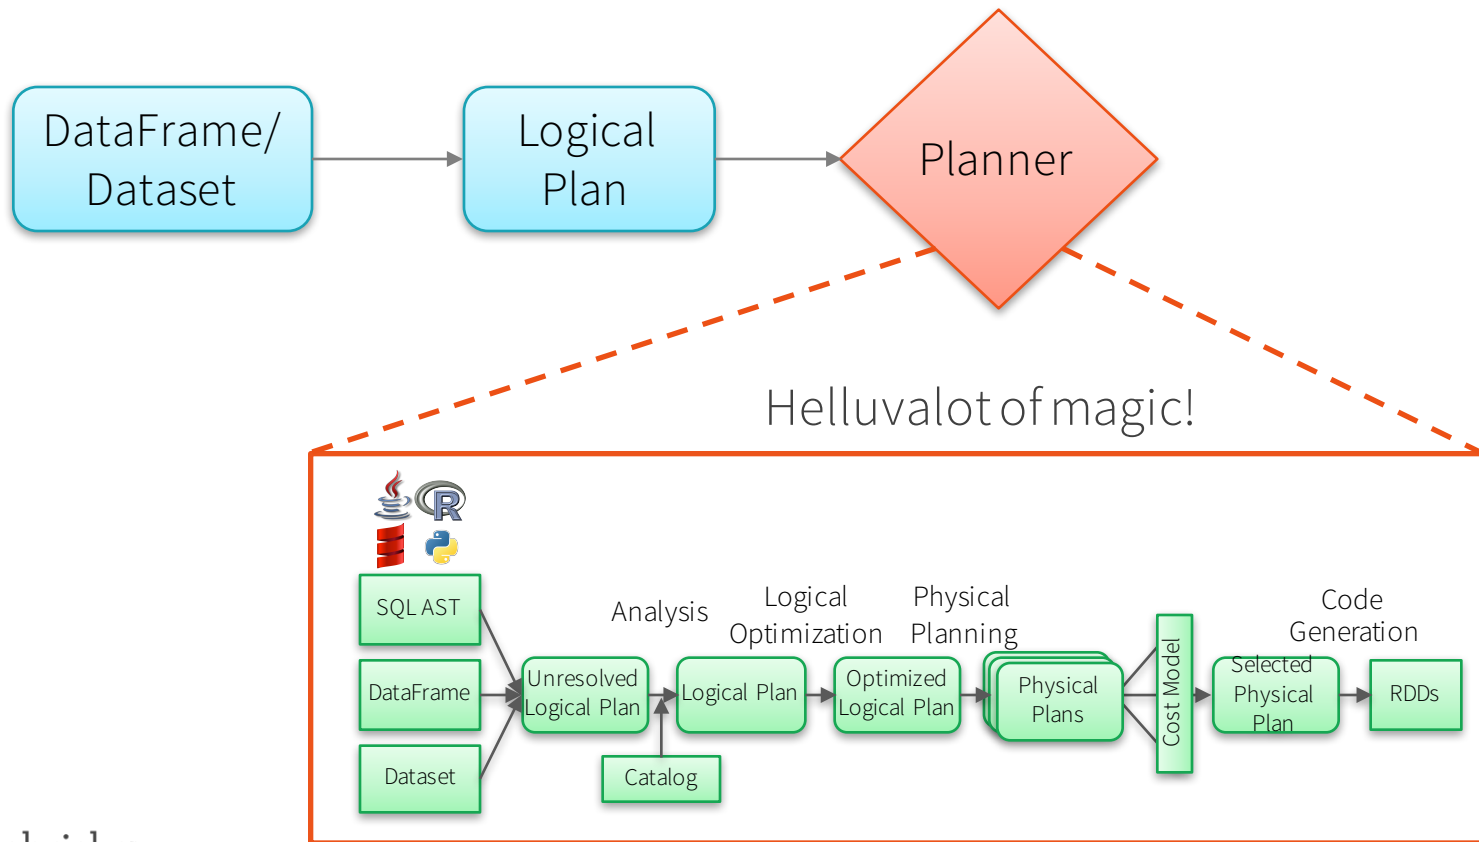 DataFrame/
Dataset
Logical
Plan
Planner
Helluvalot of magic!
R
SQL AST
DataFrame
Dataset
Unresolved
Logical Plan
Analysis
Catalog
Logical Plan
Logical
Optimization
Optimized
Logical Plan
Physical
Planning
Physical
Plans
Cost Model
Selected
Physical
Plan
Code
Generation
RDDs